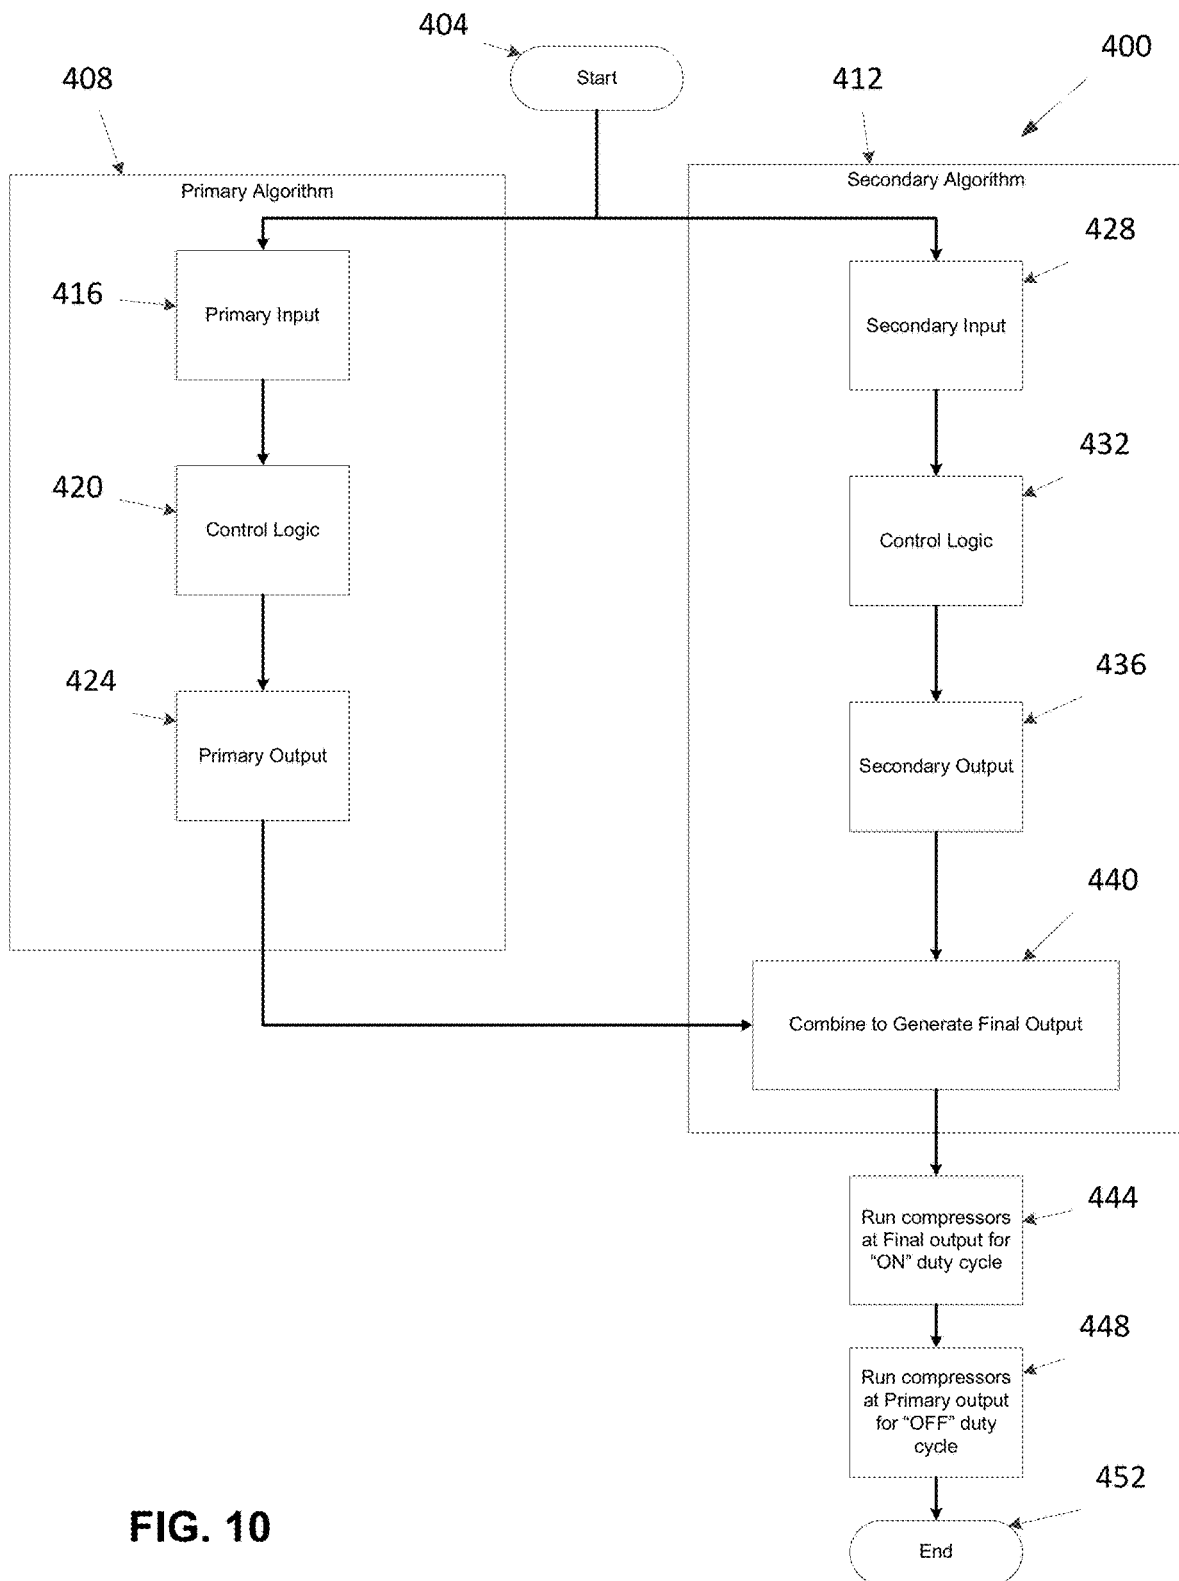 404
Start
400
408
412
Primary Algorithm
Secondary Algorithm
428
416
Primary Input
Secondary Input
432
420
Control Logic
Control Logic
436
424
Primary Output
Secondary Output
440
Combine to Generate Final Output
444
Run compressors
at Final output for
“ON” duty cycle
448
Run compressors
at Primary output
for “OFF” duty
cycle
452
FIG. 10
End